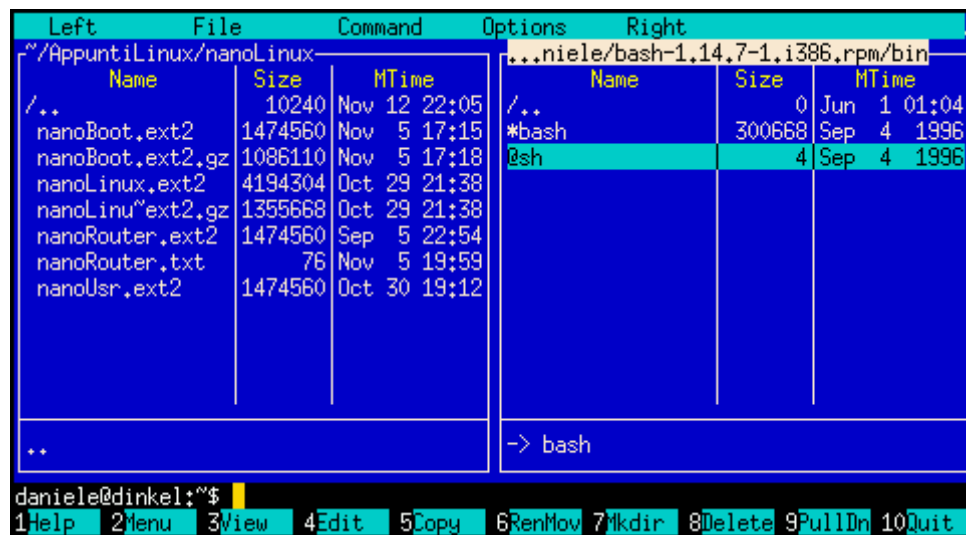 Left File Command Options Right
~/AppuntiLinux/nanoLinux ...niele/bash-1.14.7-1.i386.rpm/bin
Name Size MTime Name Size MTime
/.. 10240 Nov 12 22:05 /.. 0 Jun 1 01:04
nanoBoot.ext2 1474560 Nov 5 17:15 *bash 300668 Sep 4 1996
nanoBoot.ext2.gz 1086110 Nov 5 17:18 @sh 4 Sep 4 1996
nanoLinux.ext2 4194304 Oct 29 21:38
nanoLinu~ext2.gz 1355668 Oct 29 21:38
nanoRouter.ext2 1474560 Sep 5 22:54
nanoRouter.txt 76 Nov 5 19:59
nanoUsr.ext2 1474560 Oct 30 19:12
.. -> bash
daniele@dinkel:~$
1Help 2Menu 3View 4Edit 5Copy 6RenMov 7Mkdir 8Delete 9PullDn 10Quit